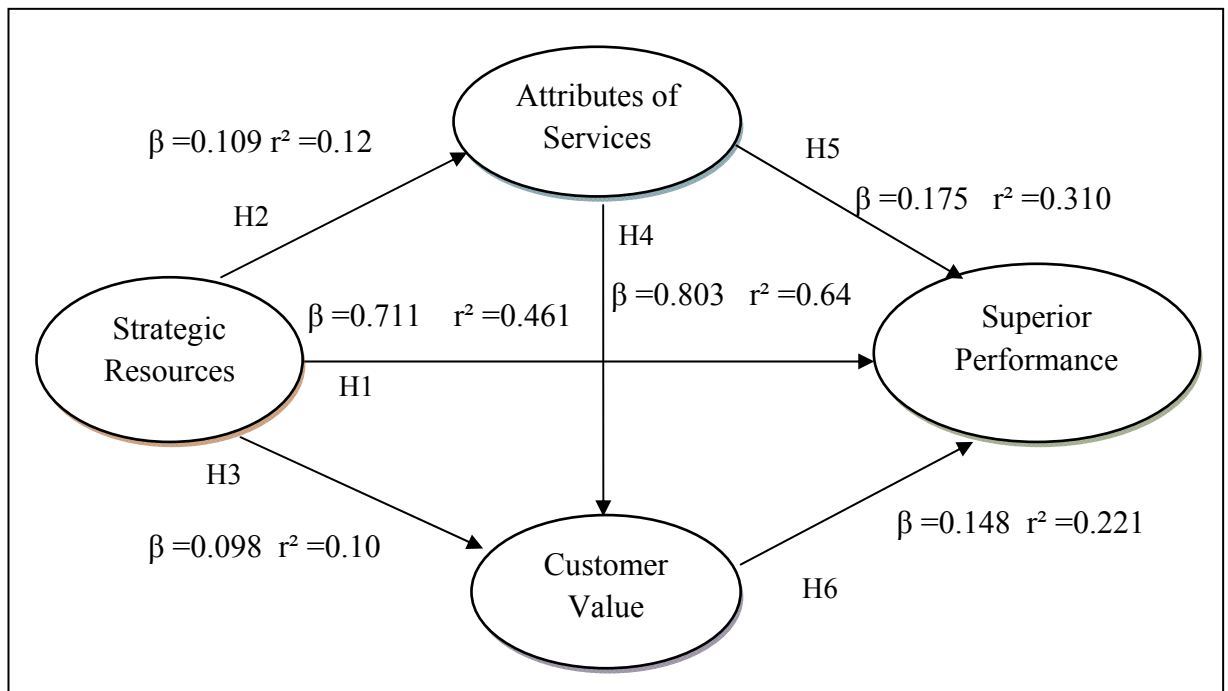 Attributes of
Services
β =0.109 r² =0.12
H5
β =0.175 r² =0.310
H2
H4
β =0.711 r² =0.461
β =0.803 r² =0.64
Strategic
Resources
Superior
Performance
H1
H3
β =0.098 r² =0.10
β =0.148 r² =0.221
Customer
Value
H6